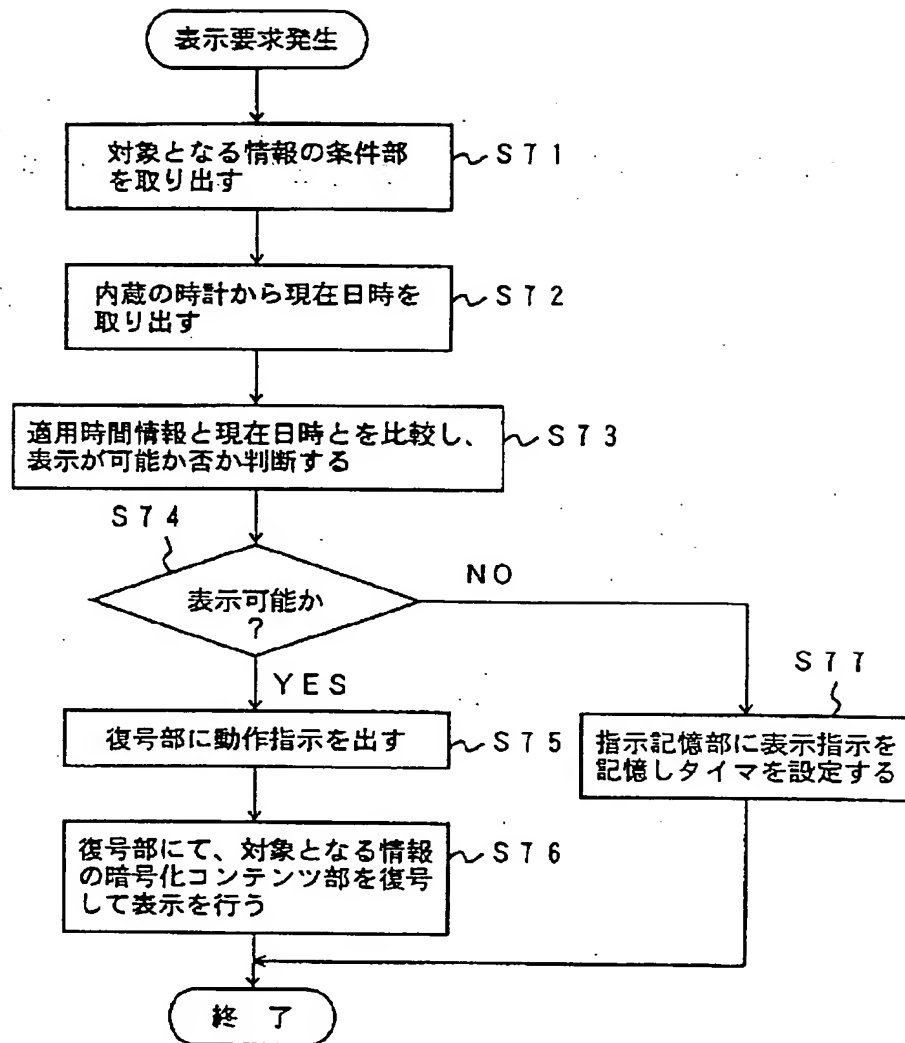 表示要求発生
対象となる情報の条件部
を取り出す
S71
内蔵の時計から現在日時を
取り出す
S72
適用時間情報と現在日時とを比較し、
表示が可能か否か判断する
S73
S74
表示可能か
?
NO
YES
S77
復号部に動作指示を出す
S75
指示記憶部に表示指示を
記憶しタイマを設定する
復号部にて、対象となる情報
の暗号化コンテンツ部を復号
して表示を行う
S76
終 了